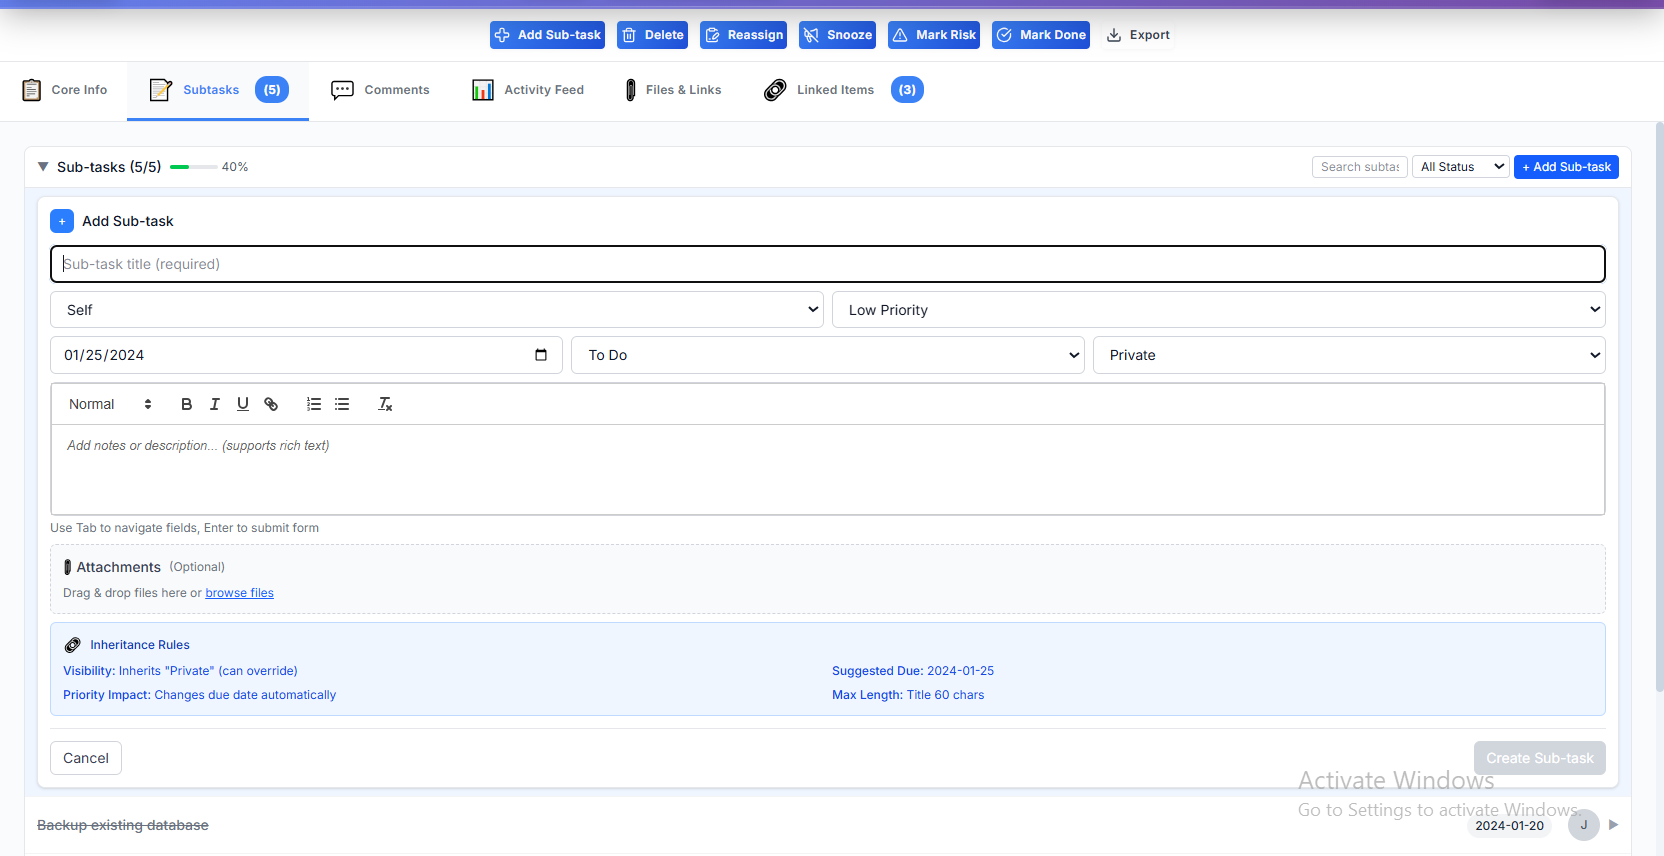 Add Sub-task Delete Reassign Snooze Mark Risk Mark Done Export
Core Info Subtasks (5) Comments Activity Feed Files & Links Linked Items (3)
▼ Sub-tasks (5/5) 40% Search subtas All Status + Add Sub-task
+ Add Sub-task
Sub-task title (required)
Self Low Priority
01/25/2024 To Do Private
Normal B I U
Add notes or description... (supports rich text)
Use Tab to navigate fields, Enter to submit form
Attachments (Optional)
Drag & drop files here or browse files
Inheritance Rules
Visibility: Inherits "Private" (can override) Suggested Due: 2024-01-25
Priority Impact: Changes due date automatically Max Length: Title 60 chars
Cancel Create Sub-task
Activate Windows
Go to Settings to activate Windows.
Backup existing database 2024-01-20 J